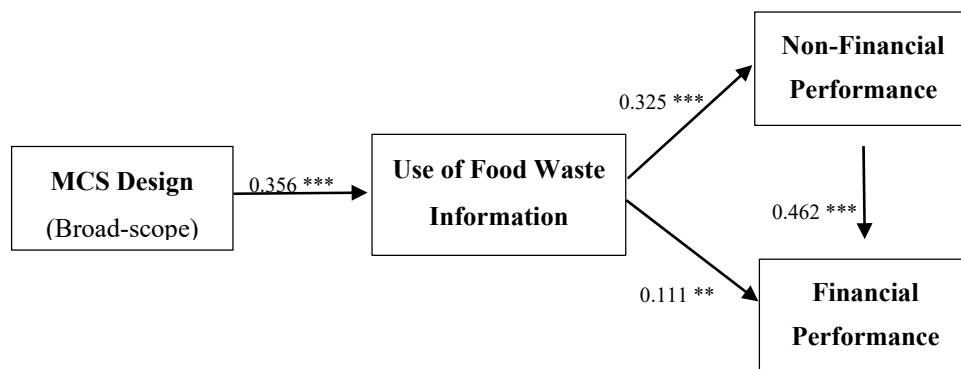 Non-Financial
Performance
0.325 ***
MCS Design
(Broad-scope)
0.356 ***
Use of Food Waste
Information
0.462 ***
0.111 **
Financial
Performance